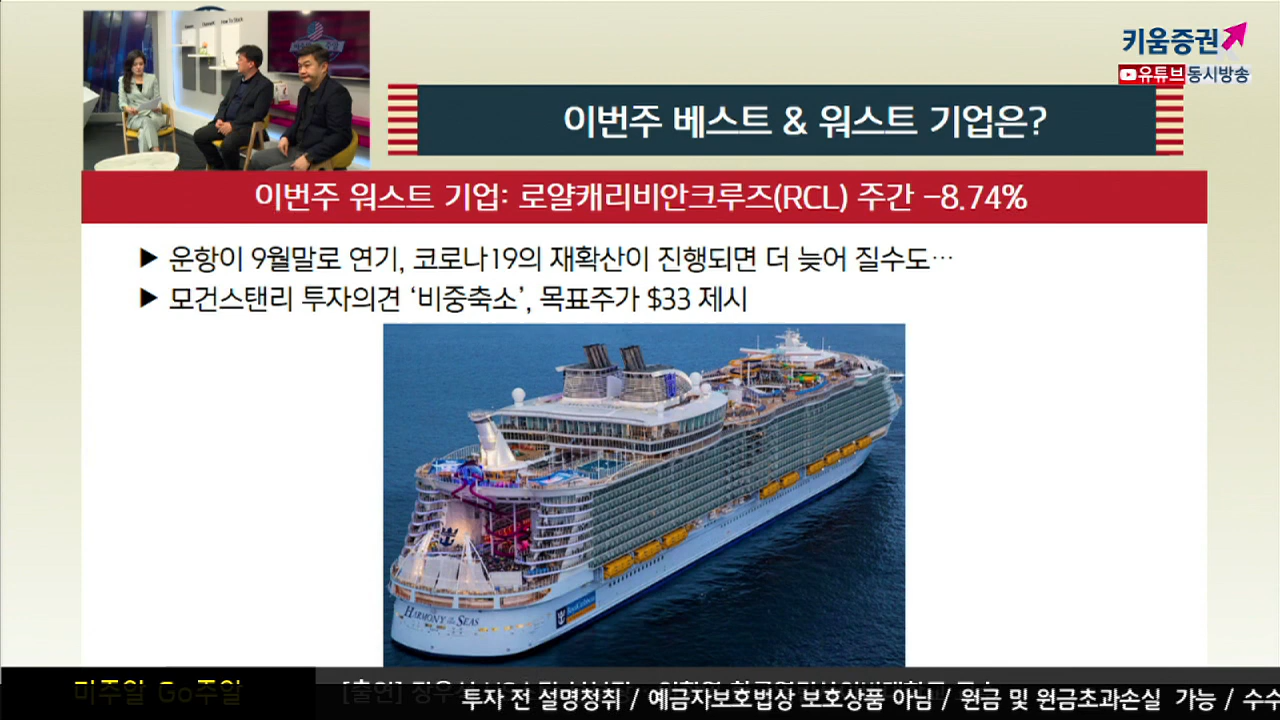 How To Stock
키움증권
유튜브 동시방송
이번주 베스트 & 워스트 기업은?
이번주 워스트 기업: 로얄캐리비안크루즈(RCL) 주간 -8.74%
▶ 운항이 9월말로 연기, 코로나19의 재확산이 진행되면 더 늦어 질수도…
▶ 모건스탠리 투자의견 ‘비중축소’, 목표주가 $33 제시
HARMONY OF THE SEAS
RoyalCaribbean
미주알 Go주알
[출연]
투자 전 설명청취 / 예금자보호법상 보호상품 아님 / 원금 및 원금초과손실 가능 / 수수